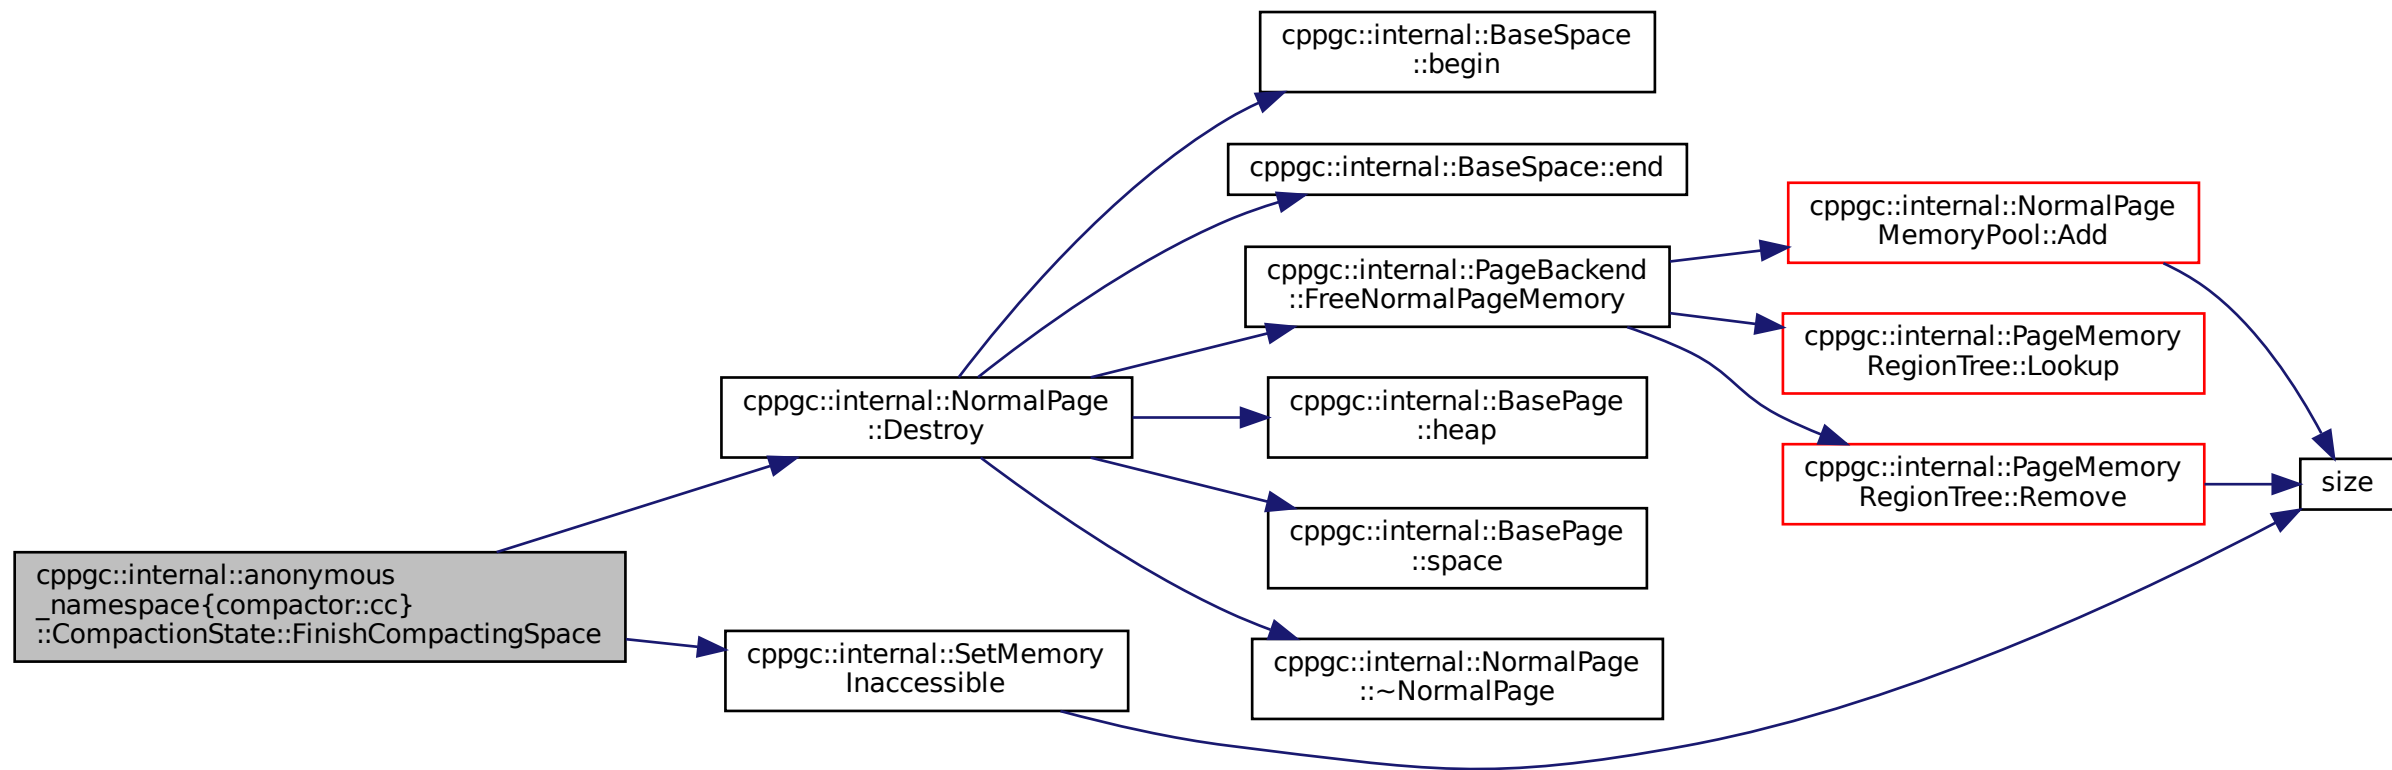 cppgc::internal::BaseSpace
::begin
cppgc::internal::BaseSpace::end
cppgc::internal::NormalPage
MemoryPool::Add
cppgc::internal::PageBackend
::FreeNormalPageMemory
cppgc::internal::PageMemory
RegionTree::Lookup
cppgc::internal::NormalPage
::Destroy
cppgc::internal::BasePage
::heap
cppgc::internal::PageMemory
RegionTree::Remove
size
cppgc::internal::BasePage
::space
cppgc::internal::anonymous
_namespace{compactor::cc}
::CompactionState::FinishCompactingSpace
cppgc::internal::SetMemory
Inaccessible
cppgc::internal::NormalPage
::~NormalPage